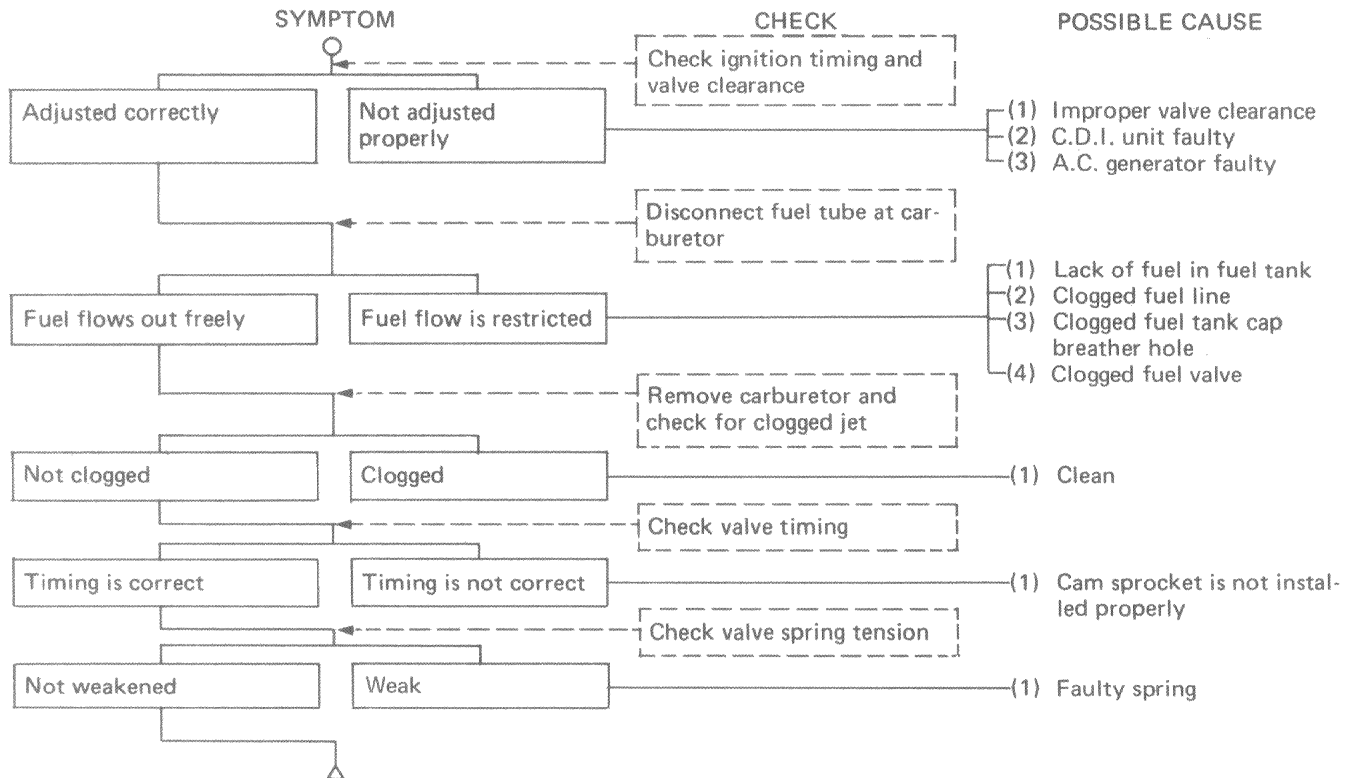 SYMPTOM
CHECK
POSSIBLE CAUSE
Check ignition timing and
valve clearance
Adjusted correctly
Not adjusted
properly
(1) Improper valve clearance
(2) C.D.I. unit faulty
(3) A.C. generator faulty
Disconnect fuel tube at car-
buretor
Fuel flows out freely
Fuel flow is restricted
(1) Lack of fuel in fuel tank
(2) Clogged fuel line
(3) Clogged fuel tank cap
breather hole
(4) Clogged fuel valve
Remove carburetor and
check for clogged jet
Not clogged
Clogged
(1) Clean
Check valve timing
Timing is correct
Timing is not correct
(1) Cam sprocket is not instal-
led properly
Check valve spring tension
Not weakened
Weak
(1) Faulty spring